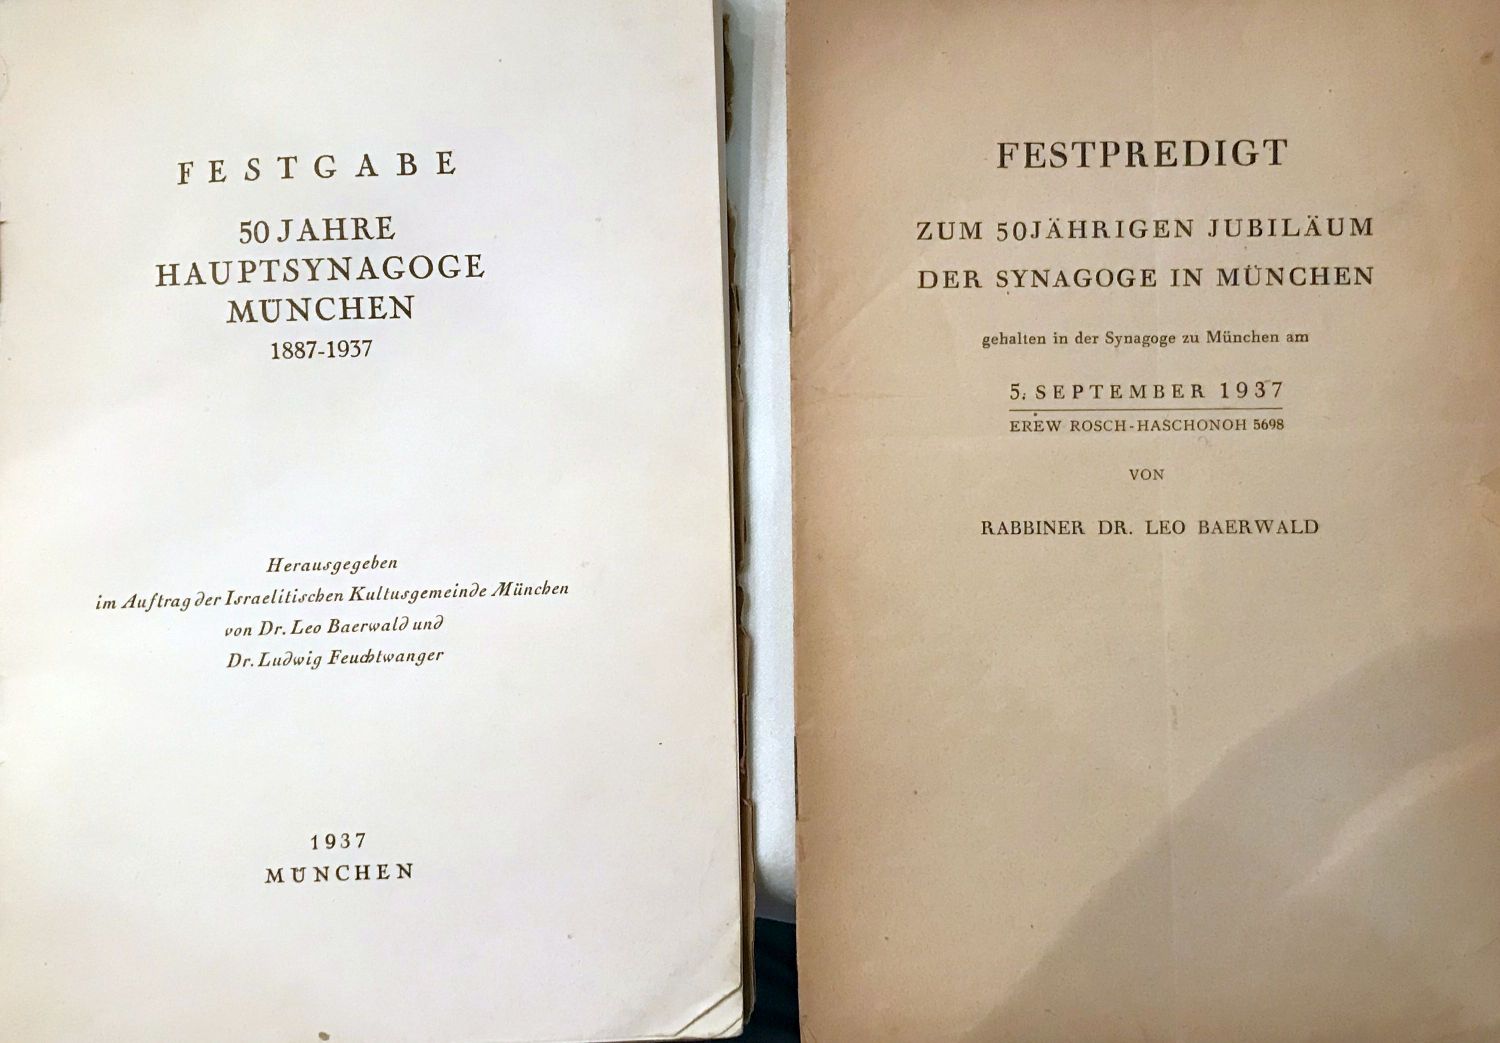 FESTGABE
50 JAHRE
HAUPTSYNAGOGE
MÜNCHEN
1887-1937
Herausgegeben
im Auftrag der Israelitischen Kultusgemeinde München
von Dr. Leo Baerwald und
Dr. Ludwig Feuchtwanger
1937
MÜNCHEN
FESTPREDIGT
ZUM 50JÄHRIGEN JUBILÄUM
DER SYNAGOGE IN MÜNCHEN
gehalten in der Synagoge zu München am
5. SEPTEMBER 1937
EREW ROSCH-HASCHONOH 5698
VON
RABBINER DR. LEO BAERWALD